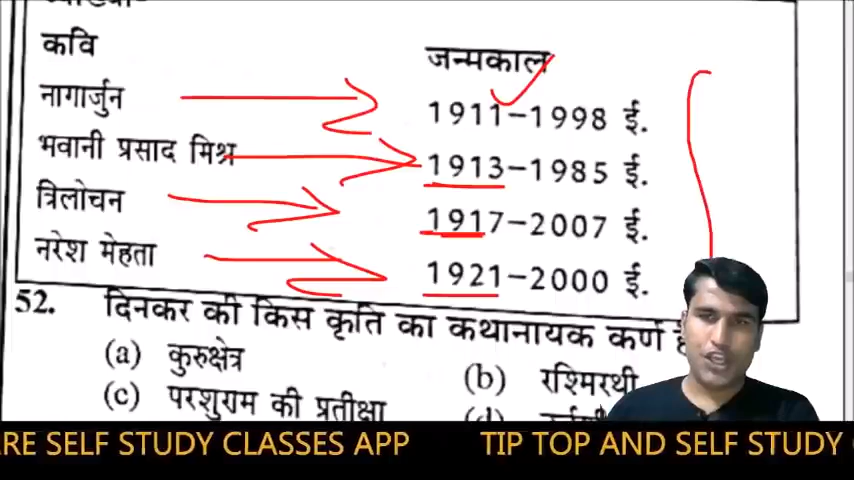 कवि
जन्मकाल
नागार्जुन 1911-1998 ई.
भवानी प्रसाद मिश्र 1913-1985 ई.
त्रिलोचन 1917-2007 ई.
नरेश मेहता 1921-2000 ई.
52. दिनकर की किस कृति का कथानायक कर्ण
(a) कुरुक्षेत्र
(b) रश्मिरथी
(c) परशुराम की प्रतीक्षा
(d)
ARE SELF STUDY CLASSES APP TIP TOP AND SELF STUDY